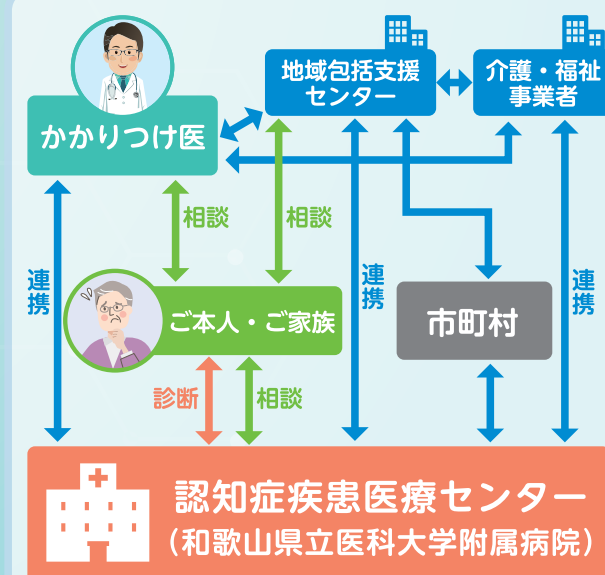 地域包括支援
センター
介護・福祉
事業者
かかりつけ医
相談
相談
連携
連携
連携
ご本人・ご家族
市町村
診断
相談
認知症疾患医療センター
（和歌山県立医科大学附属病院）